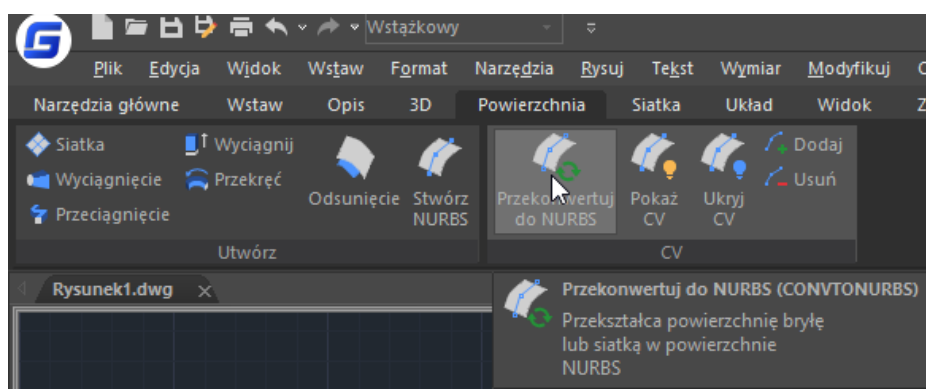 G
Wstążkowy
Plik Edycja Widok Wstaw Format Narzędzia Rysuj Tekst Wymiar Modyfikuj
Narzędzia główne Wstaw Opis 3D Powierzchnia Siatka Układ Widok
Siatka
Wyciągnięcie
Przeciągnięcie
Wyciągnij
Przekręć
Odsunięcie
Stwórz
NURBS
Utwórz
Przekonwertuj
do NURBS
Pokaż
CV
Ukryj
CV
Dodaj
Usuń
CV
Rysunek1.dwg
Przekonwertuj do NURBS (CONVTONURBS)
Przekształca powierzchnię bryłę
lub siatką w powierzchnie
NURBS